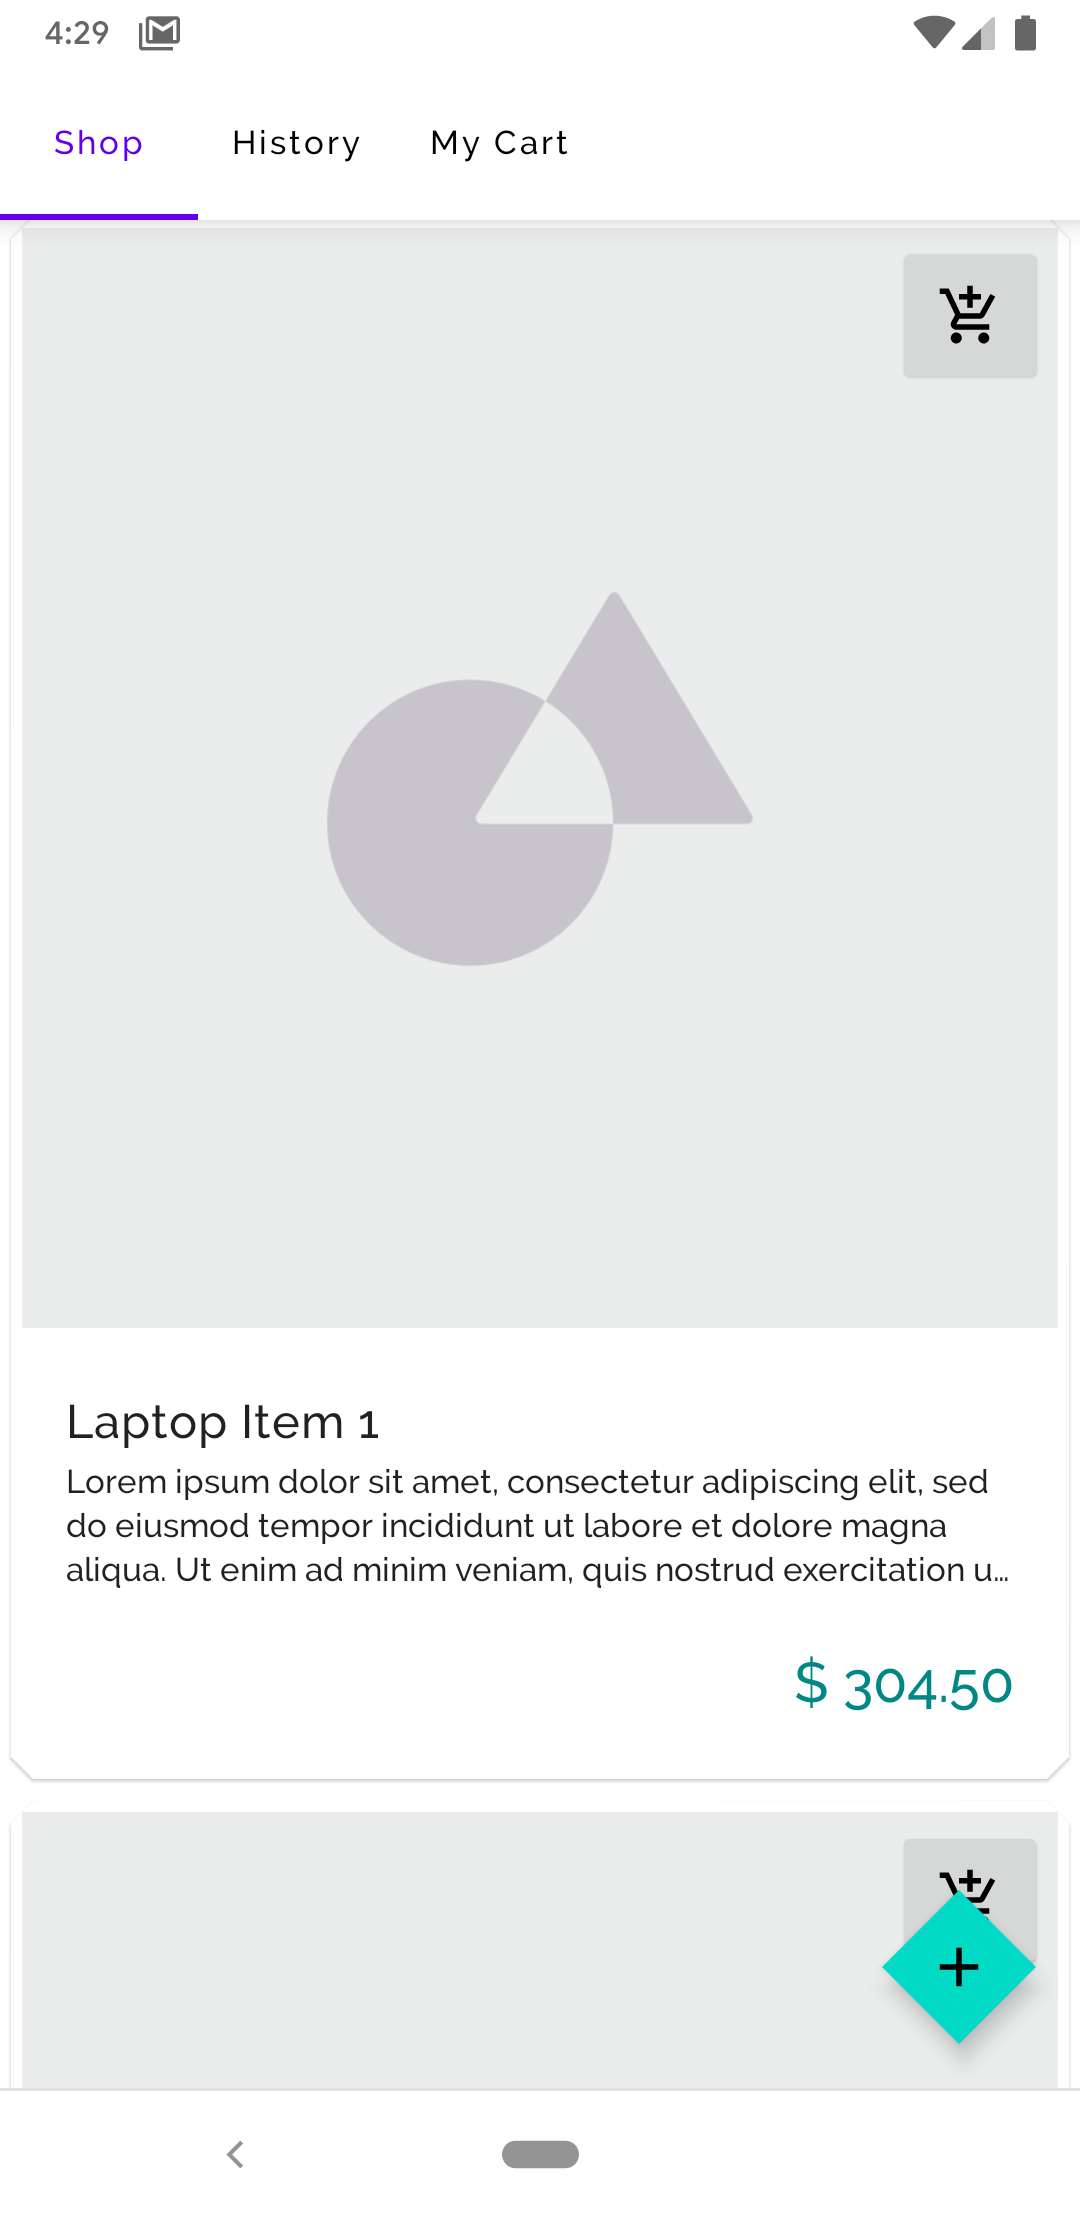 4:29
Shop History My Cart
Laptop Item 1
Lorem ipsum dolor sit amet, consectetur adipiscing elit, sed
do eiusmod tempor incididunt ut labore et dolore magna
aliqua. Ut enim ad minim veniam, quis nostrud exercitation u...
$ 304.50